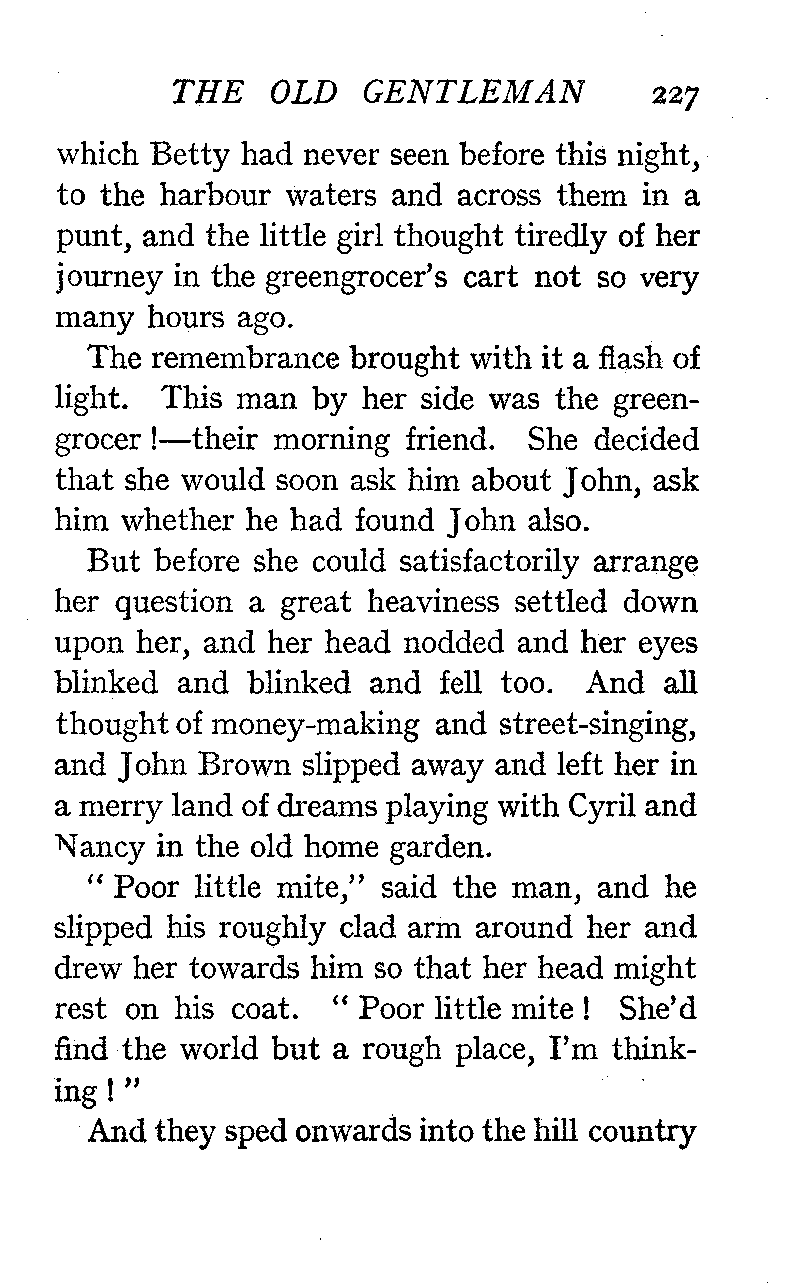 THE OLD GENTLEMAN 227
which Betty had never seen before this night,
to the harbour waters and across them in a
punt, and the little girl thought tiredly of her
journey in the greengrocer's cart not so very
many hours ago.
The remembrance brought with it a flash of
light. This man by her side was the green-
grocer !—their morning friend. She decided
that she would soon ask him about John, ask
him whether he had found John also.
But before she could satisfactorily arrange
her question a great heaviness settled down
upon her, and her head nodded and her eyes
blinked and blinked and fell too. And all
thought of money-making and street-singing,
and John Brown slipped away and left her in
a merry land of dreams playing with Cyril and
Nancy in the old home garden.
“ Poor little mite,” said the man, and he
slipped his roughly clad arm around her and
drew her towards him so that her head might
rest on his coat. “ Poor little mite ! She’d
find the world but a rough place, I’m think-
ing ! ”
And they sped onwards into the hill country